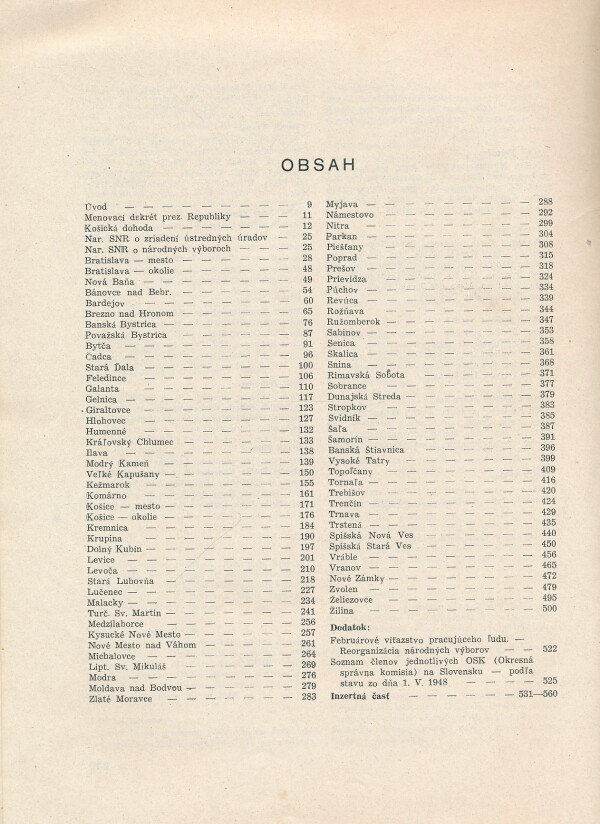 OBSAH
Úvod — — — — — — — — 9
Menovací dekrét prez. Republiky — — — 11
Košická dohoda — — — — — — 12
Nar. SNR o zriadení ústredných úradov — 25
Nar. SNR o národných výboroch — — — 25
Bratislava — mesto — — — — — 28
Bratislava — okolie — — — — — 48
Nová Baňa — — — — — — — 49
Bánovce nad Bebr. — — — — — 54
Bardejov — — — — — — — 60
Brezno nad Hronom — — — — — 65
Banská Bystrica — — — — — — 76
Považská Bystrica — — — — — 87
Bytča — — — — — — — — 91
Čadca — — — — — — — — 96
Stará Ďala — — — — — — — 100
Feledince — — — — — — — 106
Galanta — — — — — — — 110
Gelnica — — — — — — — — 117
Giraltovce — — — — — — — 123
Hlohovec — — — — — — — 127
Humenné — — — — — — — 132
Kráľovský Chlumec — — — — — 133
Ilava — — — — — — — — 138
Modrý Kameň — — — — — — 139
Veľké Kapušany — — — — — — 150
Kežmarok — — — — — — — 155
Komárno — — — — — — — 161
Košice — mesto — — — — — — 171
Košice — okolie — — — — — — 176
Kremnica — — — — — — — 184
Krupina — — — — — — — 190
Dolný Kubín — — — — — — — 197
Levice — — — — — — — — 201
Levoča — — — — — — — — 210
Stará Ľubovňa — — — — — — 218
Lučenec — — — — — — — — 227
Malacky — — — — — — — — 234
Turč. Sv. Martin — — — — — — 241
Medzilaborce — — — — — — 256
Kysucké Nové Mesto — — — — — 257
Nové Mesto nad Váhom — — — — 261
Michalovce — — — — — — — 264
Lipt. Sv. Mikuláš — — — — — — 269
Modra — — — — — — — — 276
Moldava nad Bodvou — — — — — 279
Zlaté Moravce — — — — — — 283
Myjava — — — — — — — — 288
Námestovo — — — — — — — 292
Nitra — — — — — — — — 299
Parkan — — — — — — — — 304
Piešťany — — — — — — — 308
Poprad — — — — — — — 315
Prešov — — — — — — — 318
Prievidza — — — — — — — 324
Púchov — — — — — — — 334
Revúca — — — — — — — 339
Rožňava — — — — — — — 344
Ružomberok — — — — — — — 347
Sabinov — — — — — — — 353
Senica — — — — — — — 358
Skalica — — — — — — — 361
Snina — — — — — — — — 368
Rimavská Sobota — — — — — — 371
Sobrance — — — — — — — 377
Dunajská Streda — — — — — — 379
Stropkov — — — — — — — 383
Svidník — — — — — — — 385
Šaľa — — — — — — — — 387
Šamorín — — — — — — — 391
Banská Štiavnica — — — — — — 396
Vysoké Tatry — — — — — — 399
Topoľčany — — — — — — — 409
Tornaľa — — — — — — — 416
Trebišov — — — — — — — 420
Trenčín — — — — — — — 424
Trnava — — — — — — — 429
Trstená — — — — — — — 435
Spišská Nová Ves — — — — — 440
Spišská Stará Ves — — — — — 450
Vráble — — — — — — — 456
Vranov — — — — — — — 465
Nové Zámky — — — — — — — 472
Zvolen — — — — — — — 479
Želiezovce — — — — — — — 495
Žilina — — — — — — — 500
Dodatok:
Februárové víťazstvo pracujúceho ľudu. —
Reorganizácia národných výborov — — 522
Soznam členov jednotlivých OSK (Okresná
správna komisia) na Slovensku — podľa
stavu zo dňa 1. V. 1948 — — — — 525
Inzertná časť — — — — — 531—560